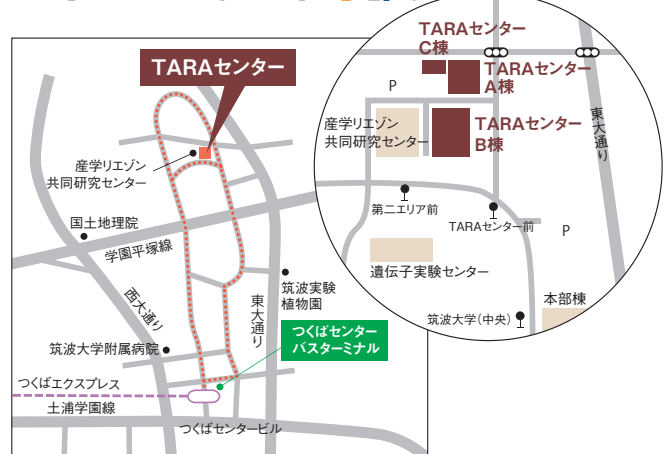 TARAセンター
産学リエゾン
共同研究センター
国土地理院
学園平塚線
西大通り
東大通り
筑波実験
植物園
筑波大学附属病院
つくばセンター
バスターミナル
つくばエクスプレス
土浦学園線
つくばセンタービル
TARAセンター
C棟
TARAセンター
A棟
P
産学リエゾン
共同研究センター
TARAセンター
B棟
東大通り
第二エリア前
TARAセンター前
P
遺伝子実験センター
本部棟
筑波大学(中央)